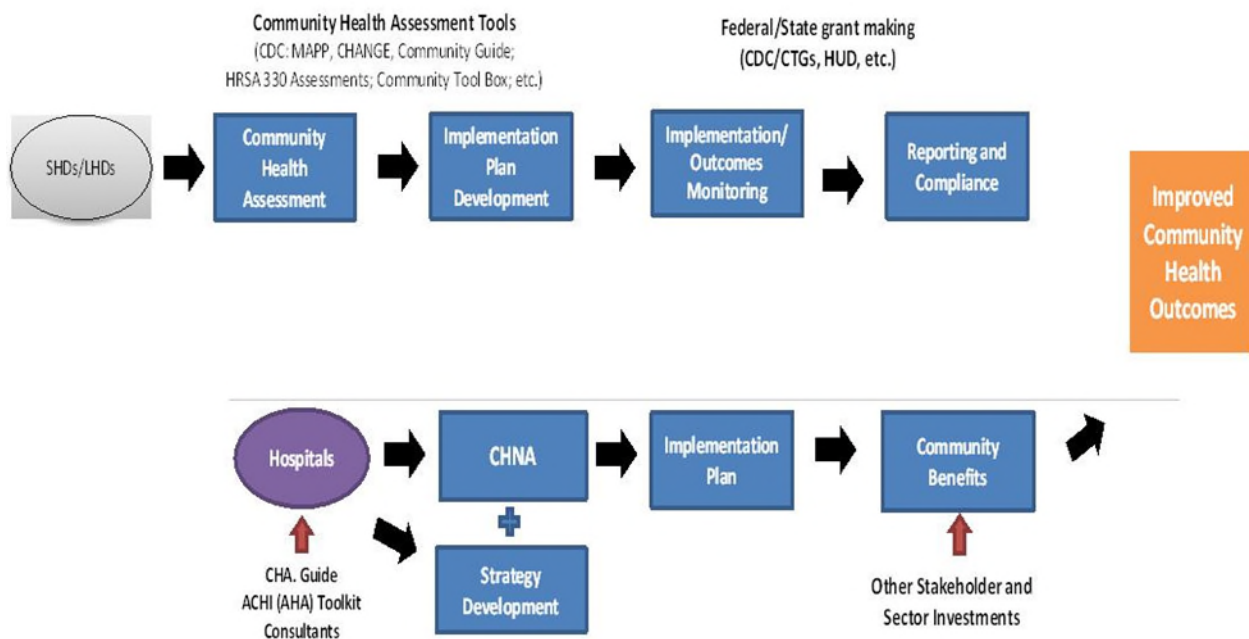 Community Health Assessment Tools
(CDC: MAPP, CHANGE, Community Guide;
HRSA 330 Assessments; Community Tool Box; etc.)
Federal/State grant making
(CDC/CTGs, HUD, etc.)
SHDs/LHDs
Community
Health
Assessment
Implementation
Plan
Development
Implementation/
Outcomes
Monitoring
Reporting and
Compliance
Improved
Community
Health
Outcomes
Hospitals
CHNA
Implementation
Plan
Community
Benefits
Strategy
Development
CHA. Guide
ACHI (AHA) Toolkit
Consultants
Other Stakeholder and
Sector Investments